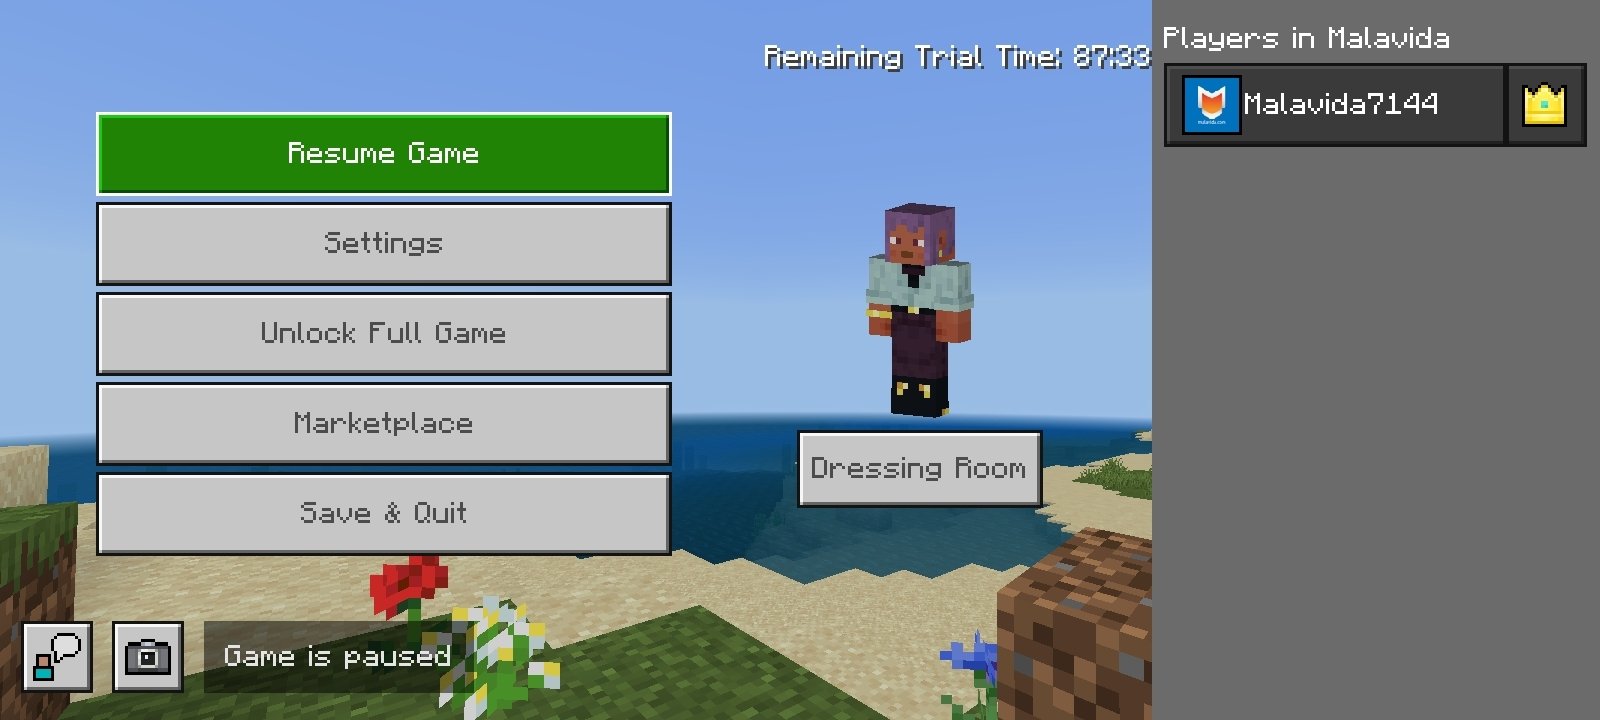 Remaining Trial Time: 87:33
Resume Game
Settings
Unlock Full Game
Marketplace
Save & Quit
Dressing Room
Game is paused
Players in Malavida
Malavida7144